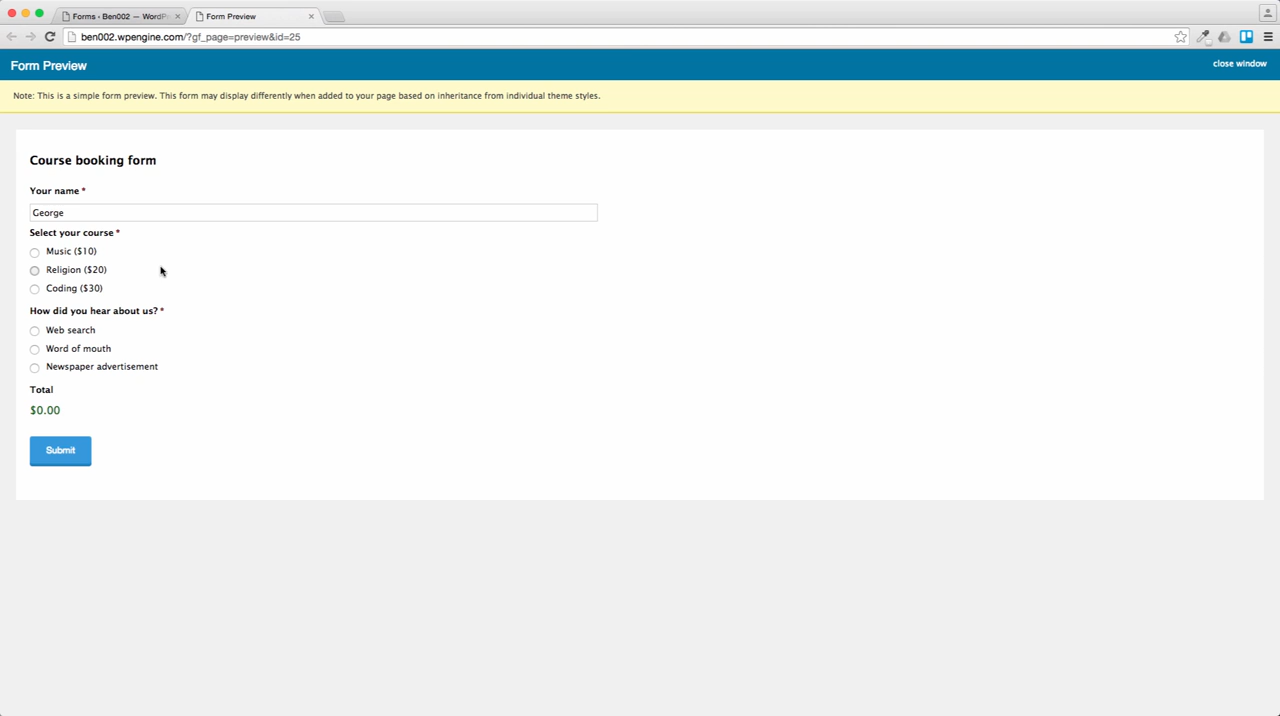 Forms ‹ Ben002 — WordP
Form Preview
ben002.wpengine.com/?gf_page=preview&id=25
Form Preview
close window
Note: This is a simple form preview. This form may display differently when added to your page based on inheritance from individual theme styles.
Course booking form
Your name *
George
Select your course *
Music ($10)
Religion ($20)
Coding ($30)
How did you hear about us? *
Web search
Word of mouth
Newspaper advertisement
Total
$0.00
Submit